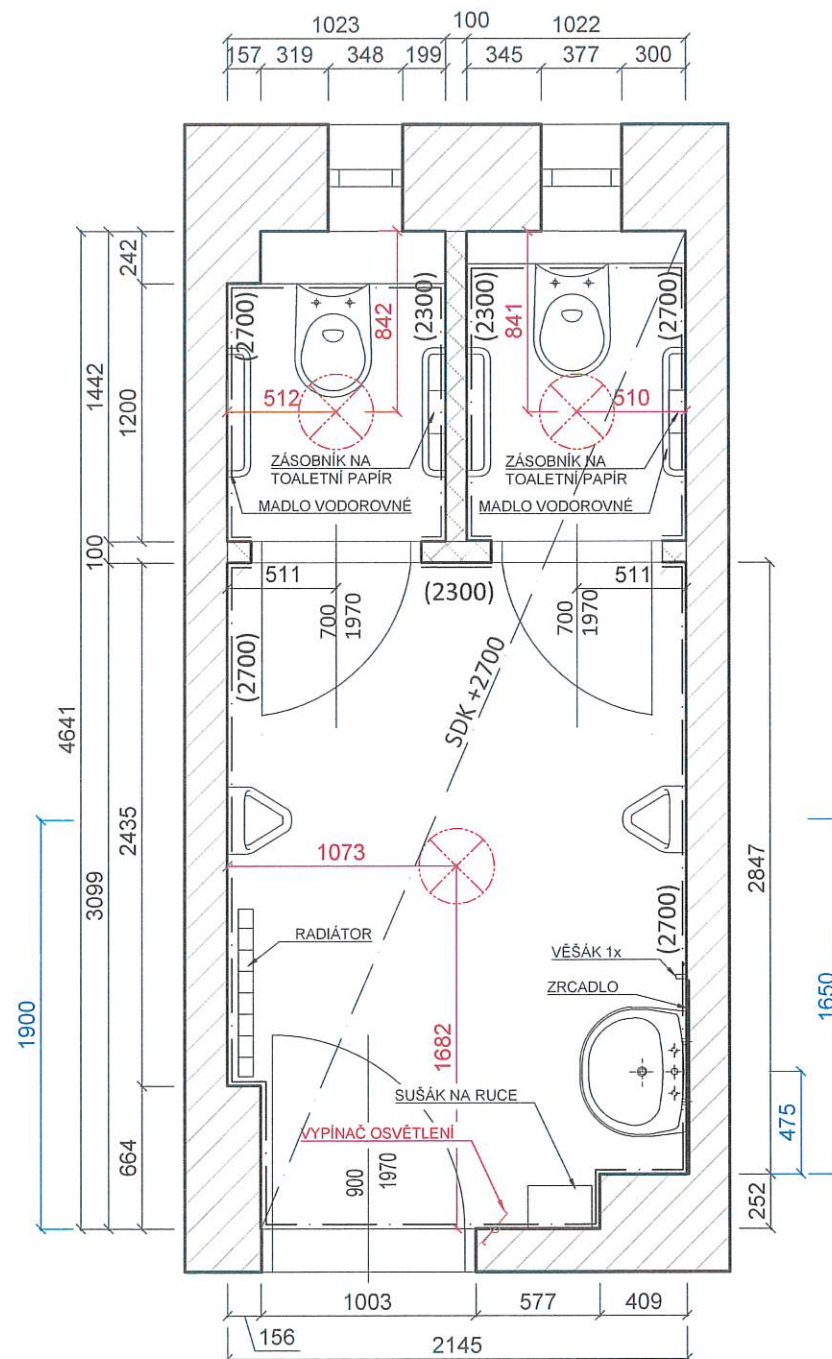 1023 100 1022
157 319 348 199 345 377 300
242
842
841
(2700)
(2300)
(2300)
(2700)
512
510
1442
1200
ZÁSOBNÍK NA
TOALETNÍ PAPÍR
MADLO VODOROVNÉ
ZÁSOBNÍK NA
TOALETNÍ PAPÍR
MADLO VODOROVNÉ
100
511
(2300)
511
700
1970
700
1970
(2700)
SDK +2700
4641
3099
2435
1900
1073
2847
1650
(2700)
RADIÁTOR
VĚŠÁK 1x
ZRCADLO
1682
SUŠÁK NA RUCE
VYPÍNAČ OSVĚTLENÍ
475
664
900
1970
252
1003 577 409
156
2145